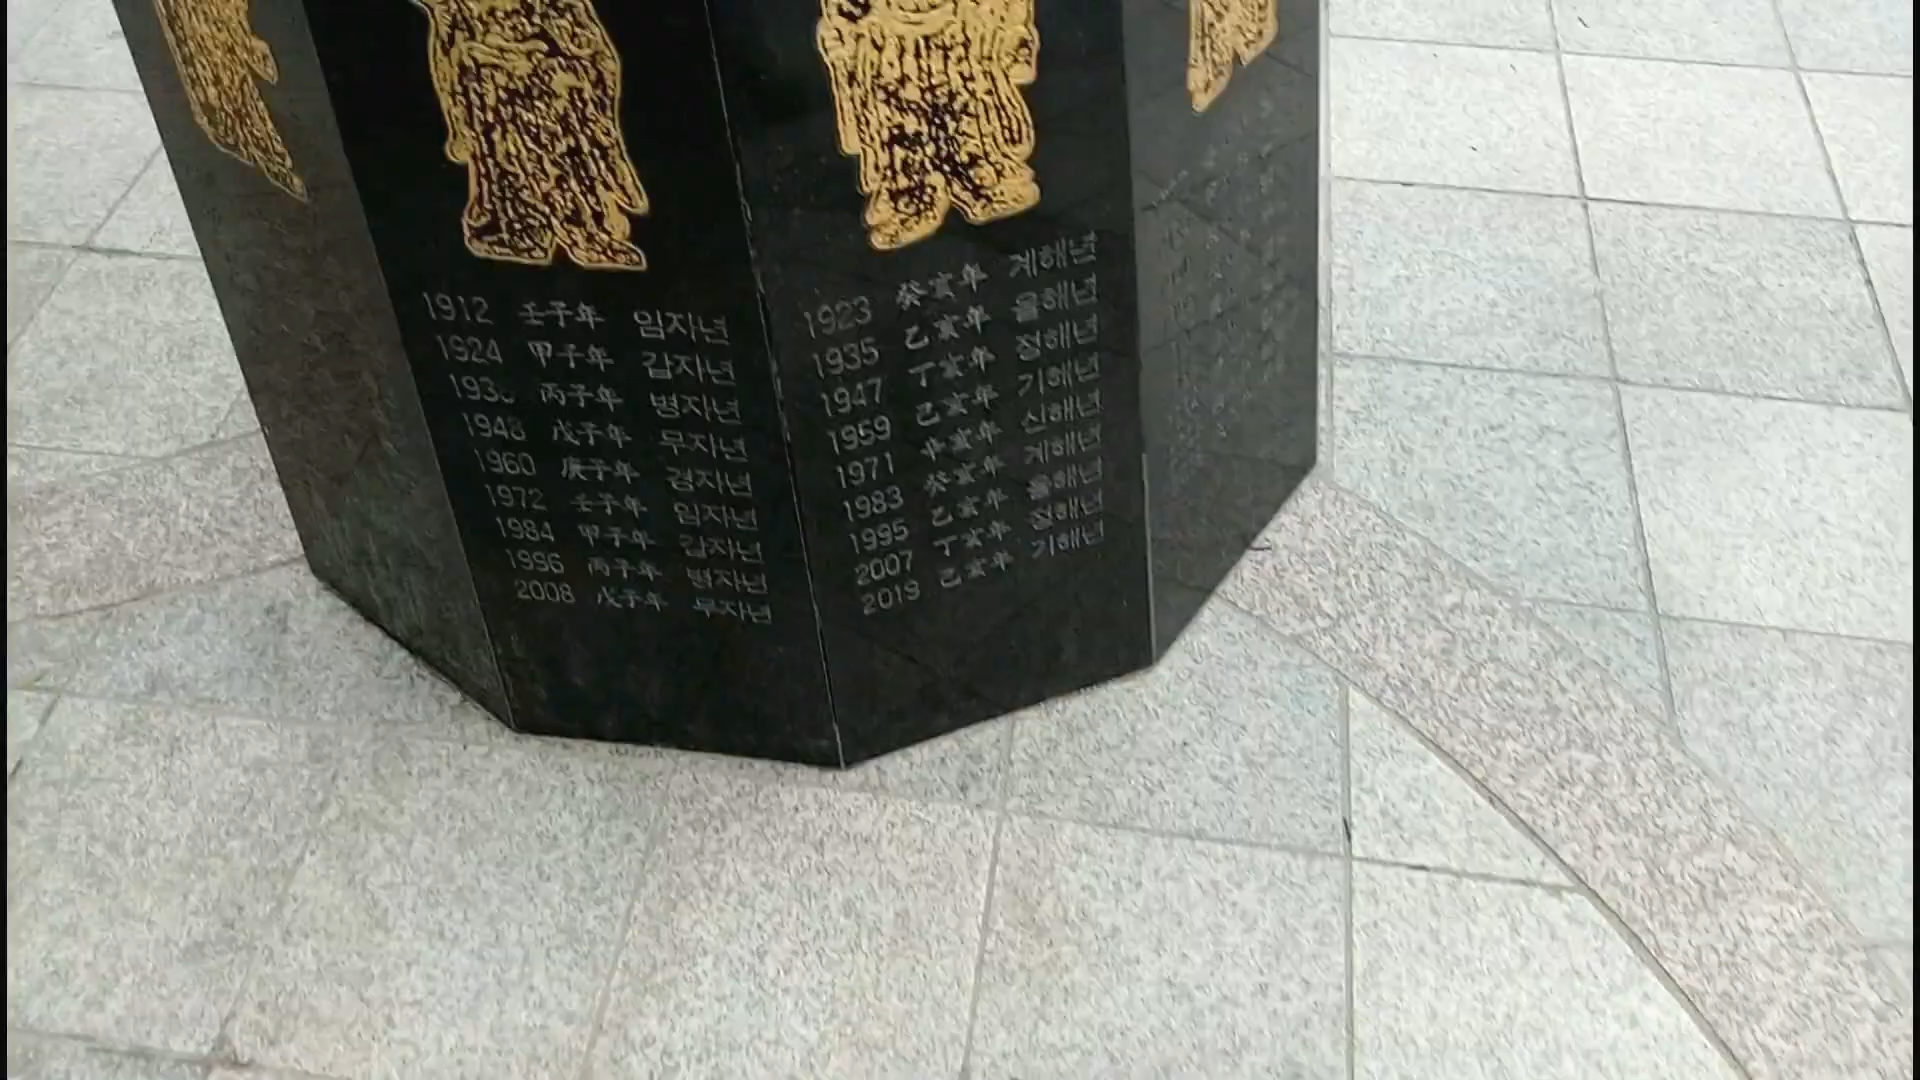 1912 壬子年 임자년
1924 甲子年 갑자년
193 丙子年 병자년
1948 戊子年 무자년
1960 庚子年 경자년
1972 壬子年 임자년
1984 甲子年 갑자년
1996 丙子年 병자년
2008 戊子年 무자년
1923 癸亥年 계해년
1935 乙亥年 을해년
1947 丁亥年 정해년
1959 己亥年 기해년
1971 辛亥年 신해년
1983 癸亥年 계해년
1995 乙亥年 을해년
2007 丁亥年 정해년
2019 己亥年 기해년